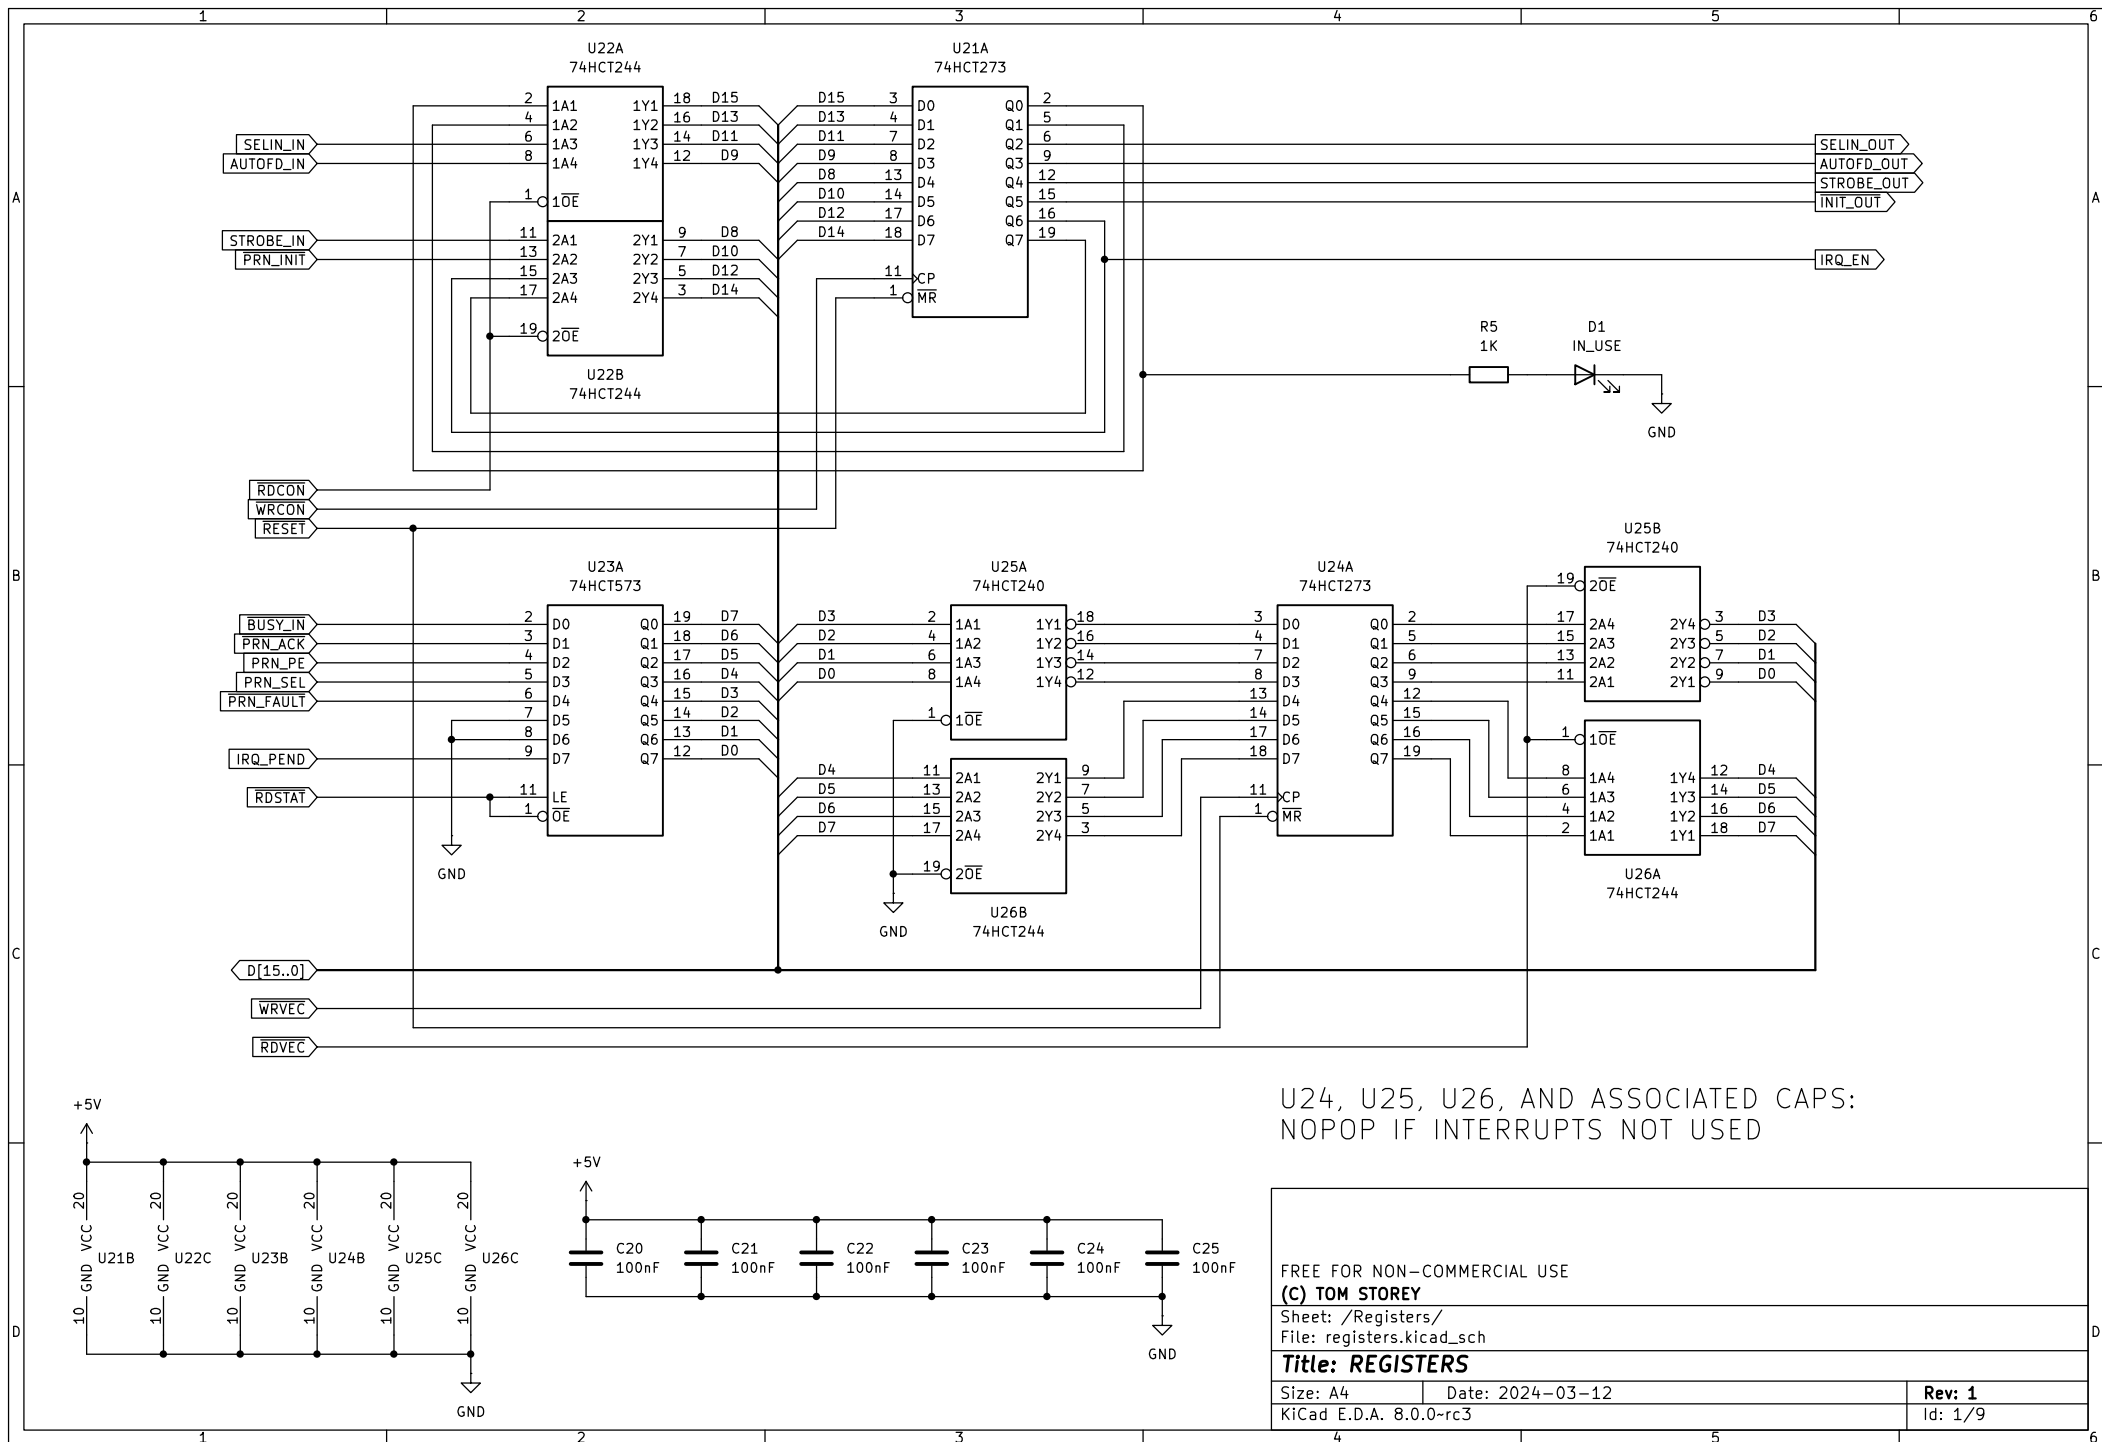 1 2 3 4 5 6
A
B
C
D
A
B
C
D
1 2 3 4 5 6
U22A
74HCT244
2 1A1 1Y1 18 D15
4 1A2 1Y2 16 D13
6 1A3 1Y3 14 D11
8 1A4 1Y4 12 D9
1 1OE
11 2A1 2Y1 9 D8
13 2A2 2Y2 7 D10
15 2A3 2Y3 5 D12
17 2A4 2Y4 3 D14
19 2OE
U22B
74HCT244
SELIN_IN
AUTOFD_IN
STROBE_IN
PRN_INIT
U21A
74HCT273
D15 3 D0 Q0 2
D13 4 D1 Q1 5
D11 7 D2 Q2 6
D9 8 D3 Q3 9
D8 13 D4 Q4 12
D10 14 D5 Q5 15
D12 17 D6 Q6 16
D14 18 D7 Q7 19
11 CP
1 MR
SELIN_OUT
AUTOFD_OUT
STROBE_OUT
INIT_OUT
IRQ_EN
R5
1K
D1
IN_USE
GND
RDCON
WRCON
RESET
U23A
74HCT573
BUSY_IN 2 D0 Q0 19 D7
PRN_ACK 3 D1 Q1 18 D6
PRN_PE 4 D2 Q2 17 D5
PRN_SEL 5 D3 Q3 16 D4
PRN_FAULT 6 D4 Q4 15 D3
7 D5 Q5 14 D2
8 D6 Q6 13 D1
IRQ_PEND 9 D7 Q7 12 D0
RDSTAT 11 LE
1 OE
GND
U25A
74HCT240
D3 2 1A1 1Y1 18
D2 4 1A2 1Y2 16
D1 6 1A3 1Y3 14
D0 8 1A4 1Y4 12
1 1OE
D4 11 2A1 2Y1 9
D5 13 2A2 2Y2 7
D6 15 2A3 2Y3 5
D7 17 2A4 2Y4 3
19 2OE
U26B
74HCT244
GND
U24A
74HCT273
3 D0 Q0 2
4 D1 Q1 5
7 D2 Q2 6
8 D3 Q3 9
13 D4 Q4 12
14 D5 Q5 15
17 D6 Q6 16
18 D7 Q7 19
11 CP
1 MR
U25B
74HCT240
19 2OE
17 2A4 2Y4 3 D3
15 2A3 2Y3 5 D2
13 2A2 2Y2 7 D1
11 2A1 2Y1 9 D0
1 1OE
8 1A4 1Y4 12 D4
6 1A3 1Y3 14 D5
4 1A2 1Y2 16 D6
2 1A1 1Y1 18 D7
U26A
74HCT244
D[15..0]
WRVEC
RDVEC
U24, U25, U26, AND ASSOCIATED CAPS:
NOPOP IF INTERRUPTS NOT USED
+5V
20 20 20 20 20 20
VCC VCC VCC VCC VCC VCC
U21B U22C U23B U24B U25C U26C
GND GND GND GND GND GND
10 10 10 10 10 10
GND
+5V
C20 C21 C22 C23 C24 C25
100nF 100nF 100nF 100nF 100nF 100nF
GND
FREE FOR NON-COMMERCIAL USE
(C) TOM STOREY
Sheet: /Registers/
File: registers.kicad_sch
Title: REGISTERS
Size: A4 Date: 2024-03-12 Rev: 1
KiCad E.D.A. 8.0.0~rc3 Id: 1/9